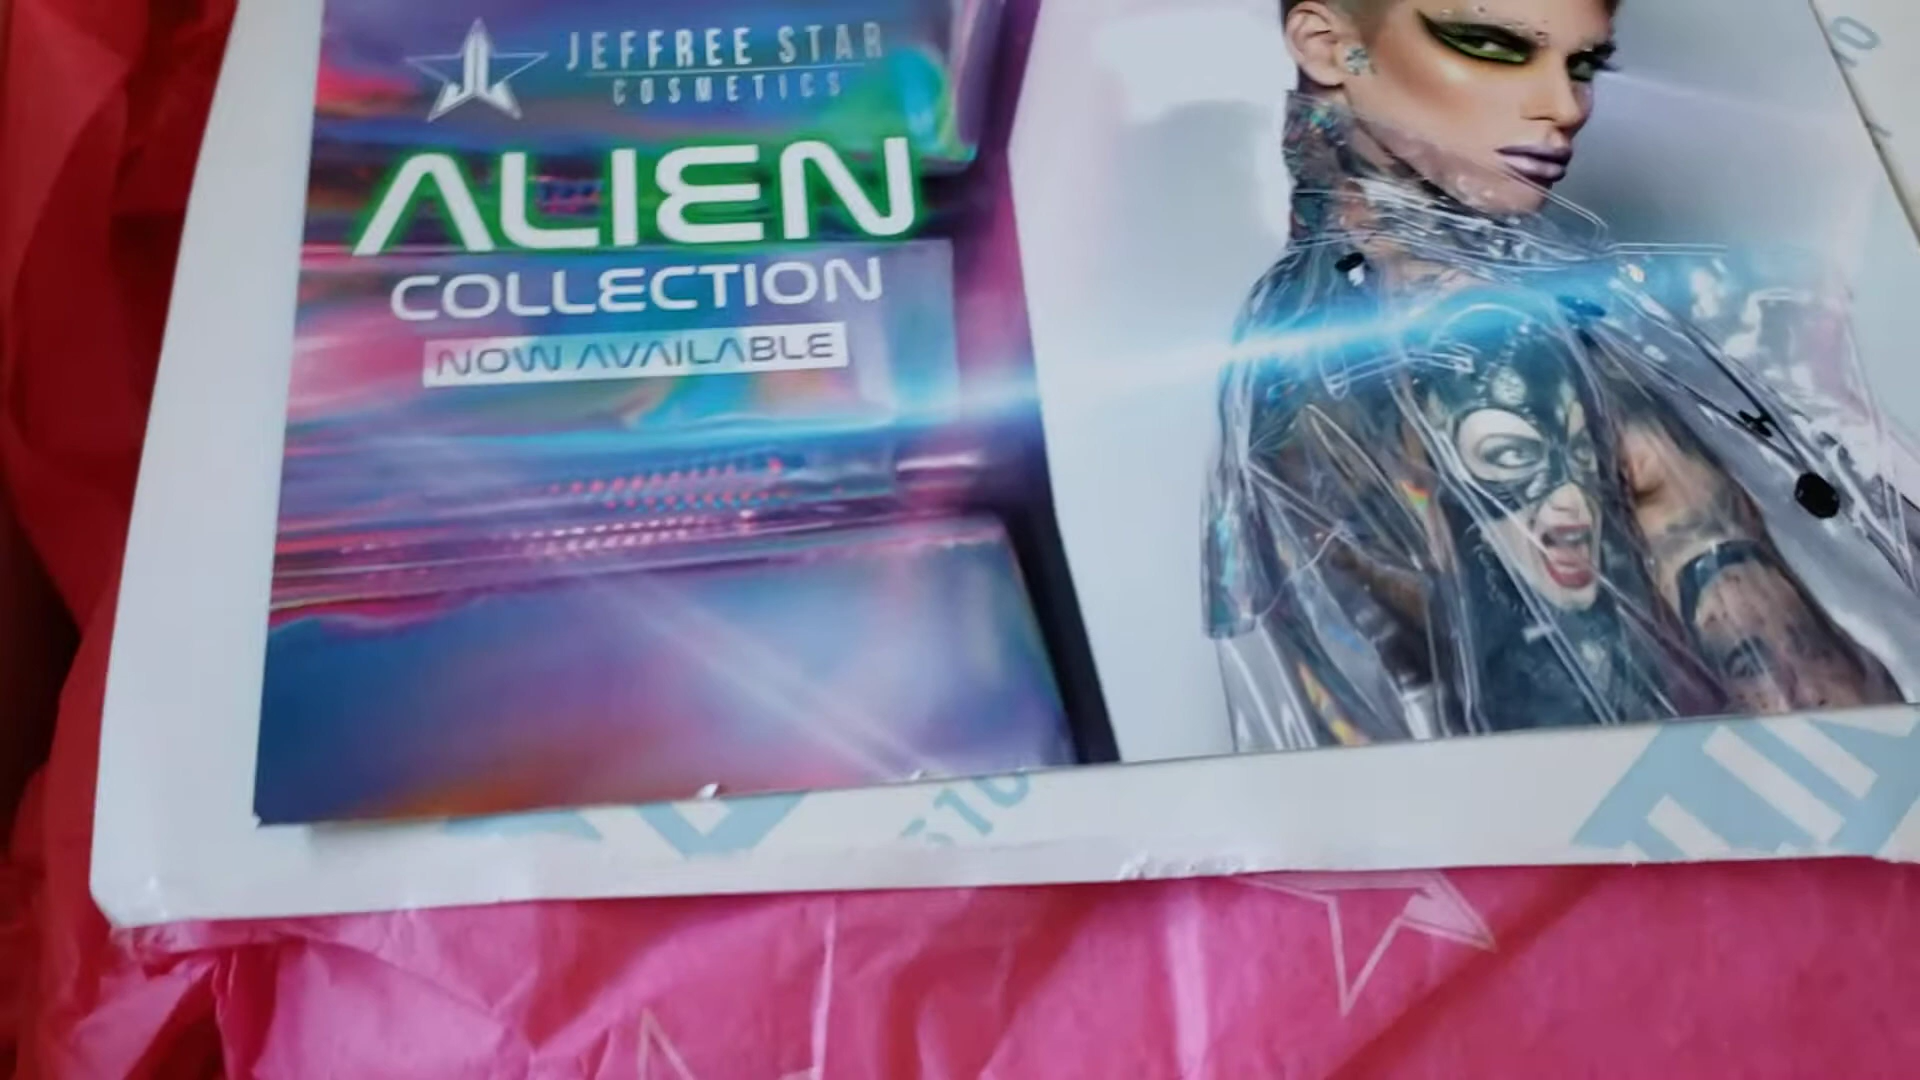 JEFFREE STAR
COSMETICS
ALIEN
COLLECTION
NOW AVAILABLE